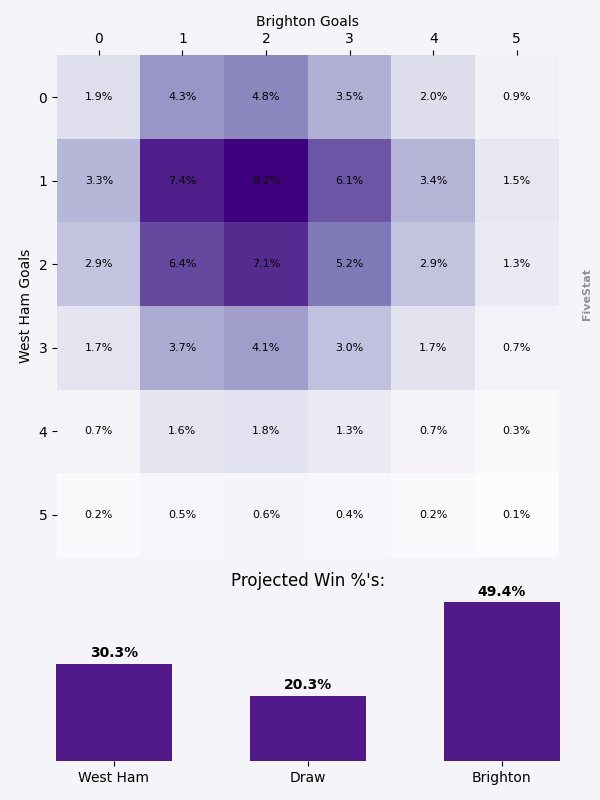 Brighton Goals
0 1 2 3 4 5
West Ham Goals
0 1.9% 4.3% 4.8% 3.5% 2.0% 0.9%
1 3.3% 7.4% 8.2% 6.1% 3.4% 1.5%
2 2.9% 6.4% 7.1% 5.2% 2.9% 1.3%
3 1.7% 3.7% 4.1% 3.0% 1.7% 0.7%
4 0.7% 1.6% 1.8% 1.3% 0.7% 0.3%
5 0.2% 0.5% 0.6% 0.4% 0.2% 0.1%
FiveStat
Projected Win %'s:
30.3% 20.3% 49.4%
West Ham Draw Brighton